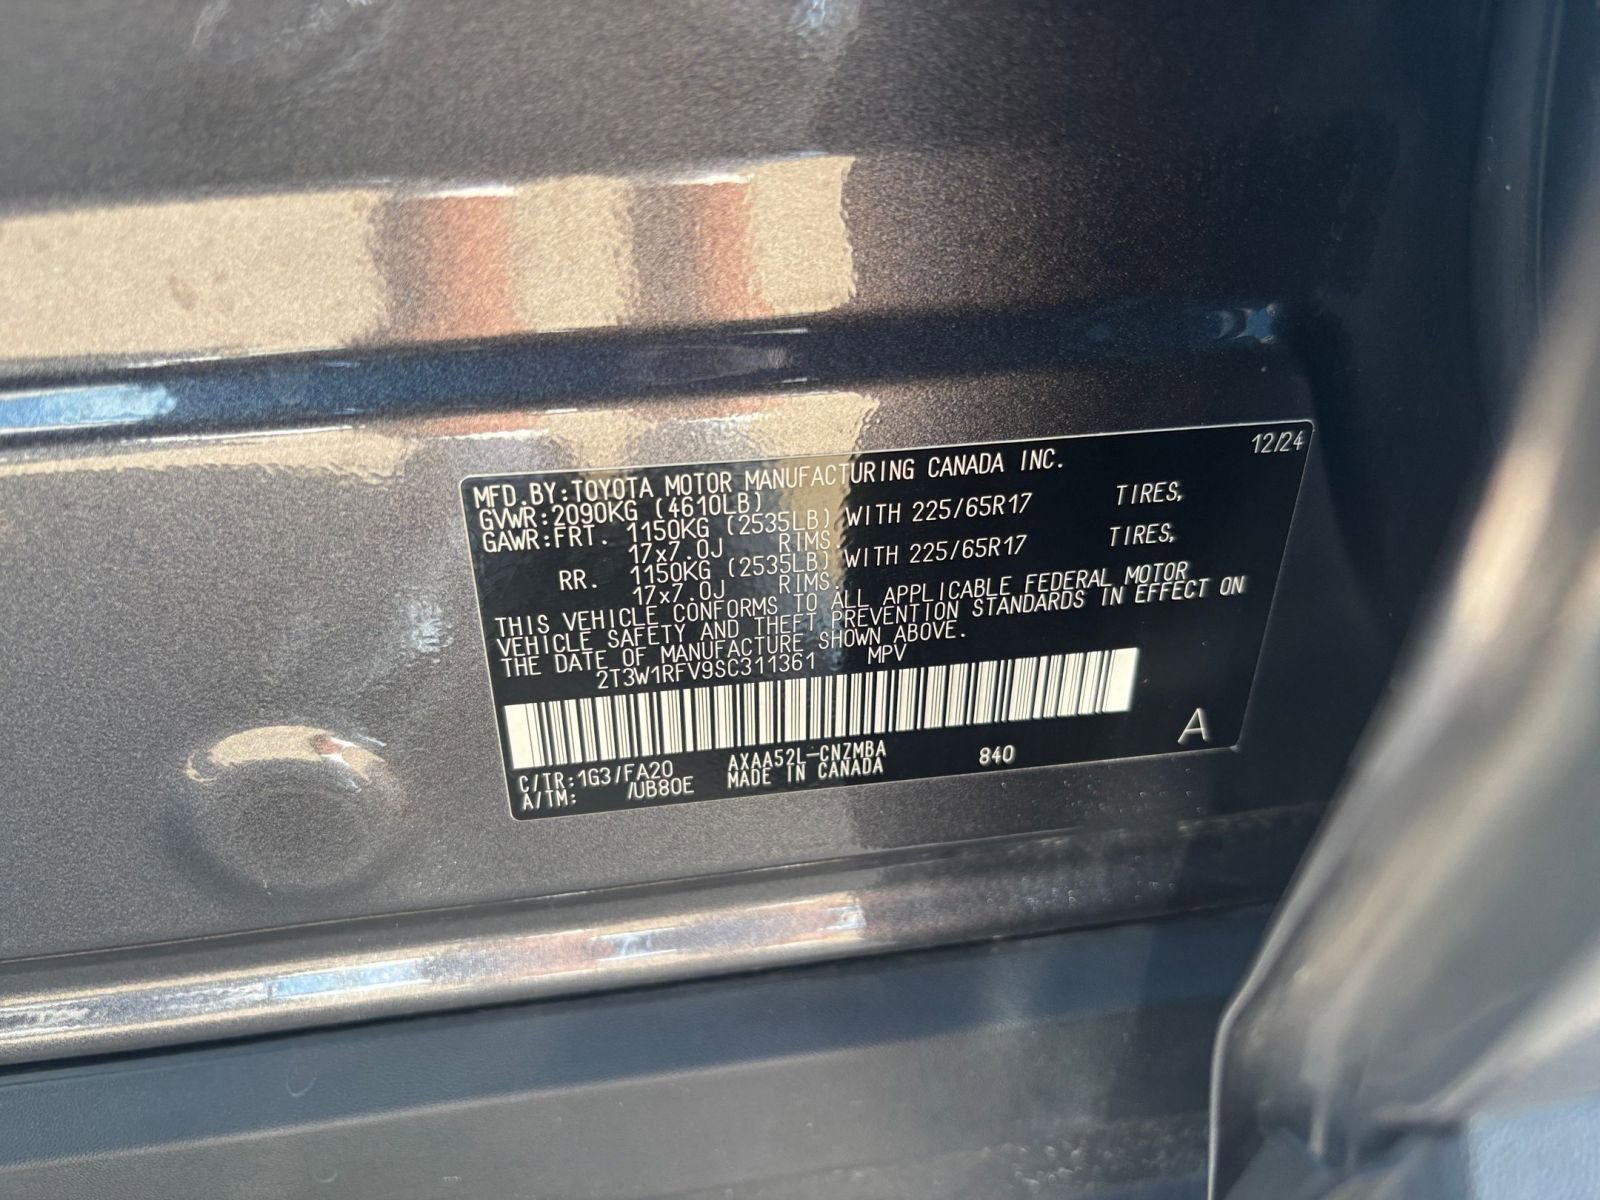 12/24
MFD.BY:TOYOTA MOTOR MANUFACTURING CANADA INC.
GVWR:2090KG (4610LB)
GAWR:FRT. 1150KG (2535LB) WITH 225/65R17 TIRES,
17x7.0J RIMS.
RR. 1150KG (2535LB) WITH 225/65R17 TIRES,
17x7.0J RIMS.
THIS VEHICLE CONFORMS TO ALL APPLICABLE FEDERAL MOTOR
VEHICLE SAFETY AND THEFT PREVENTION STANDARDS IN EFFECT ON
THE DATE OF MANUFACTURE SHOWN ABOVE.
2T3W1RFV9SC311361 MPV
A
C/TR:1G3/FA20 AXAA52L-CNZMBA 840
A/TM: /UB80E MADE IN CANADA